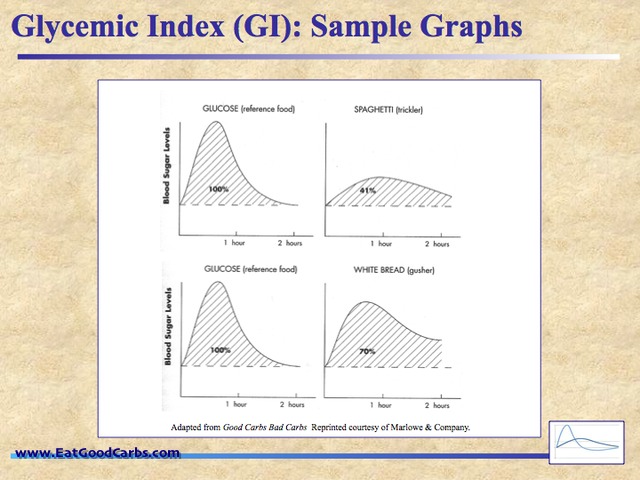 Glycemic Index (GI): Sample Graphs
GLUCOSE (reference food)
SPAGHETTI (trickler)
Blood Sugar Levels
100%
41%
1 hour
2 hours
1 hour
2 hours
GLUCOSE (reference food)
WHITE BREAD (gusher)
Blood Sugar Levels
100%
70%
1 hour
2 hours
1 hour
2 hours
Adapted from Good Carbs Bad Carbs Reprinted courtesy of Marlowe & Company.
www.EatGoodCarbs.com